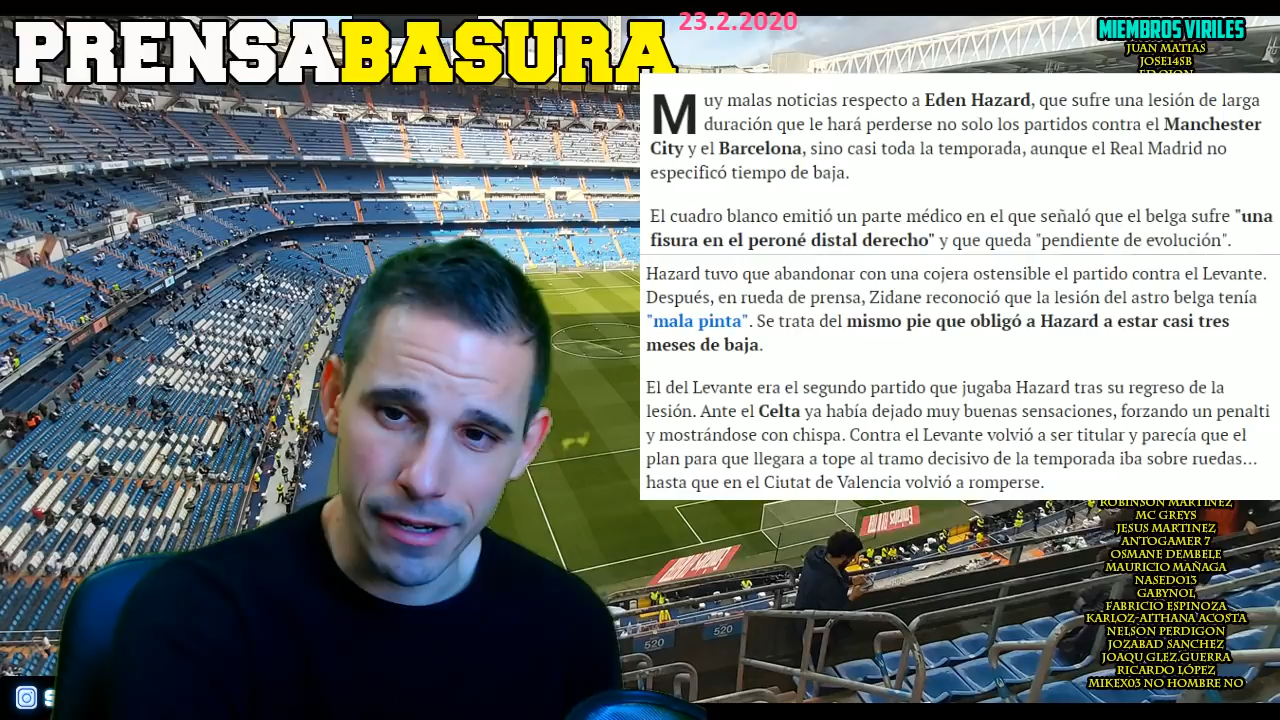 PRENSABASURA
23.2.2020
MIEMBROS VIRILES
JUAN MATIAS
JOSE14SB
Muy malas noticias respecto a Eden Hazard, que sufre una lesión de larga
duración que le hará perderse no solo los partidos contra el Manchester
City y el Barcelona, sino casi toda la temporada, aunque el Real Madrid no
especificó tiempo de baja.
El cuadro blanco emitió un parte médico en el que señaló que el belga sufre "una
fisura en el peroné distal derecho" y que queda "pendiente de evolución".
Hazard tuvo que abandonar con una cojera ostensible el partido contra el Levante.
Después, en rueda de prensa, Zidane reconoció que la lesión del astro belga tenía
"mala pinta". Se trata del mismo pie que obligó a Hazard a estar casi tres
meses de baja.
El del Levante era el segundo partido que jugaba Hazard tras su regreso de la
lesión. Ante el Celta ya había dejado muy buenas sensaciones, forzando un penalti
y mostrándose con chispa. Contra el Levante volvió a ser titular y parecía que el
plan para que llegara a tope al tramo decisivo de la temporada iba sobre ruedas...
hasta que en el Ciutat de Valencia volvió a romperse.
ROBINSON MARTINEZ
MC GREYS
JESUS MARTINEZ
ANTOGAMER7
OSMANE DEMBELE
MAURICIO MAÑAGA
NASEDO13
GABYNOL
FABRICIO ESPINOZA
KARLOZ-AITHANA ACOSTA
NELSON PERDIGON
JOZABAD SANCHEZ
JOAQU GLEZ.GUERRA
RICARDO LÓPEZ
MIKEX03 NO HOMBRE NO
520
520